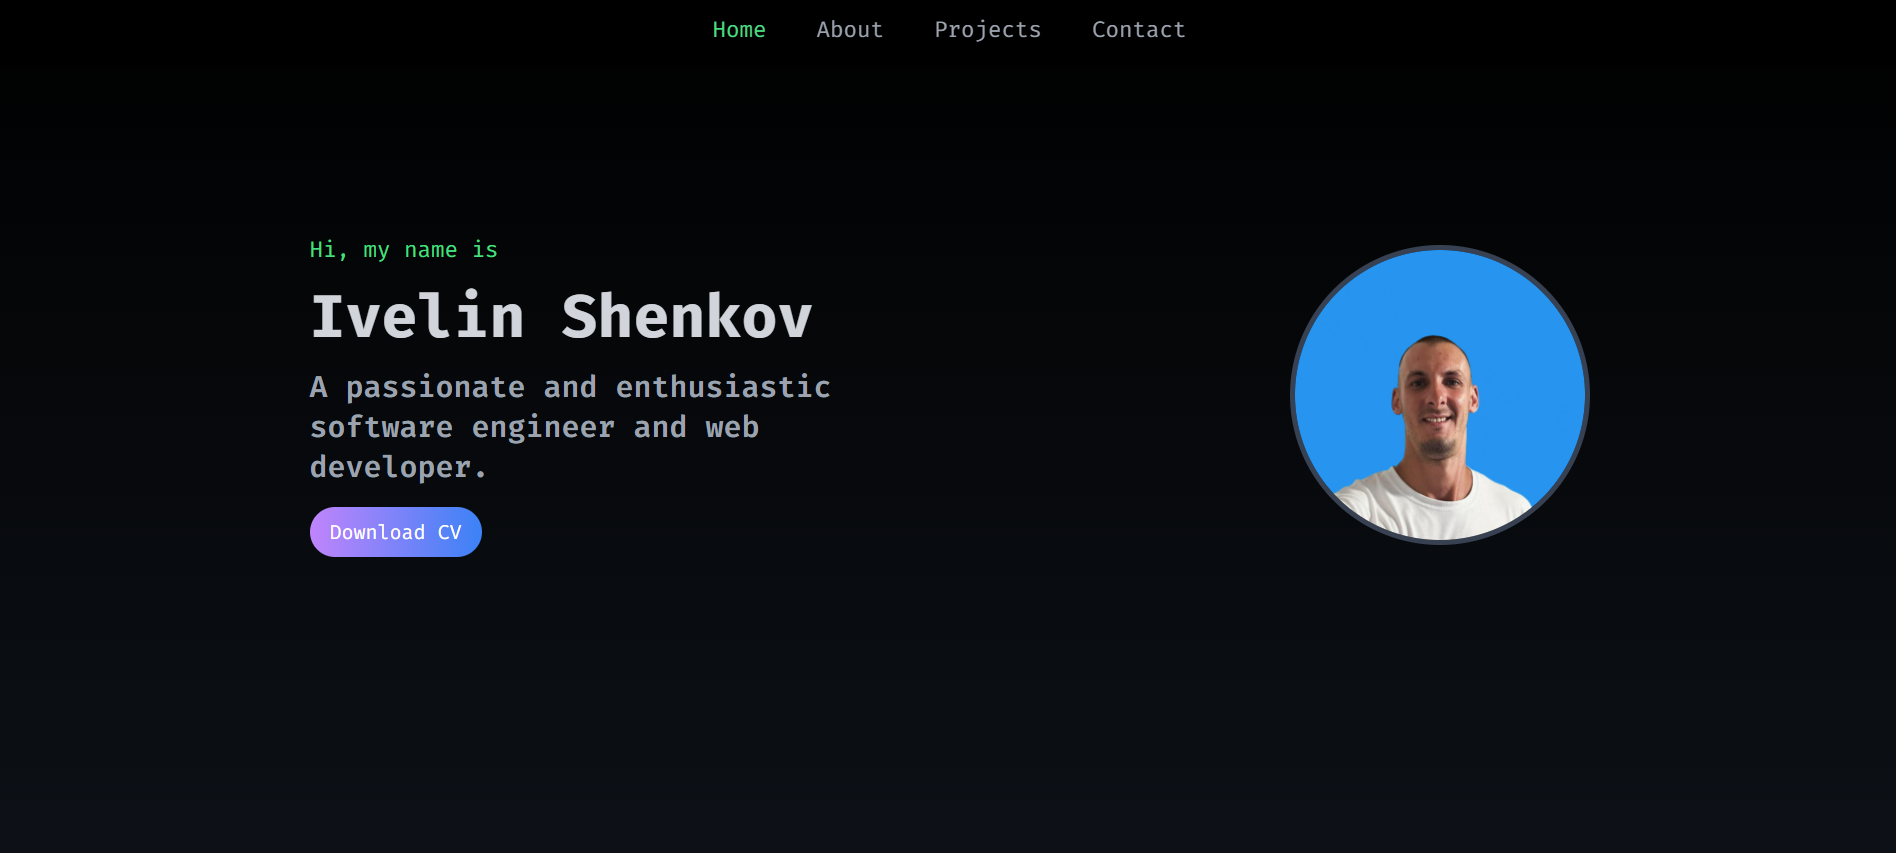 Home About Projects Contact
Hi, my name is
Ivelin Shenkov
A passionate and enthusiastic
software engineer and web
developer.
Download CV